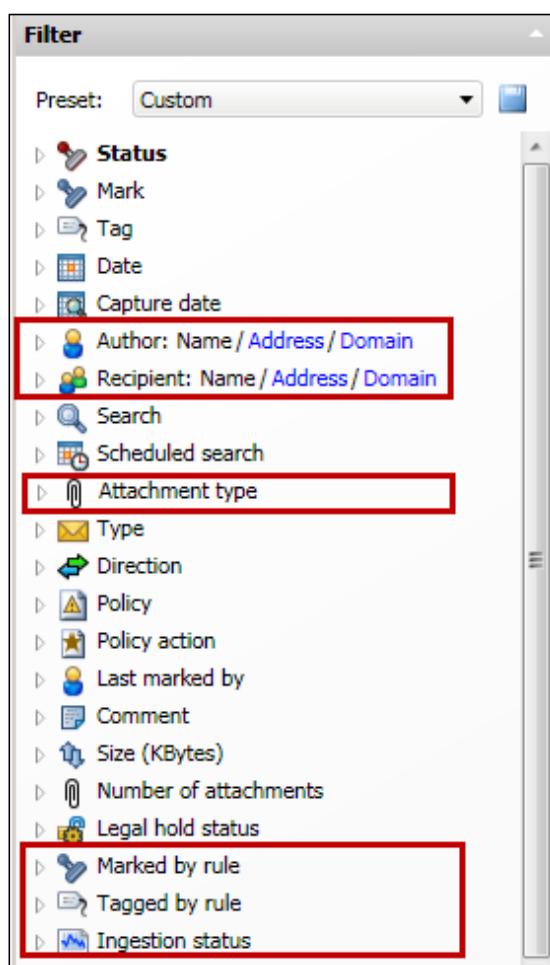 Filter
Preset: Custom
Status
Mark
Tag
Date
Capture date
Author: Name / Address / Domain
Recipient: Name / Address / Domain
Search
Scheduled search
Attachment type
Type
Direction
Policy
Policy action
Last marked by
Comment
Size (KBytes)
Number of attachments
Legal hold status
Marked by rule
Tagged by rule
Ingestion status